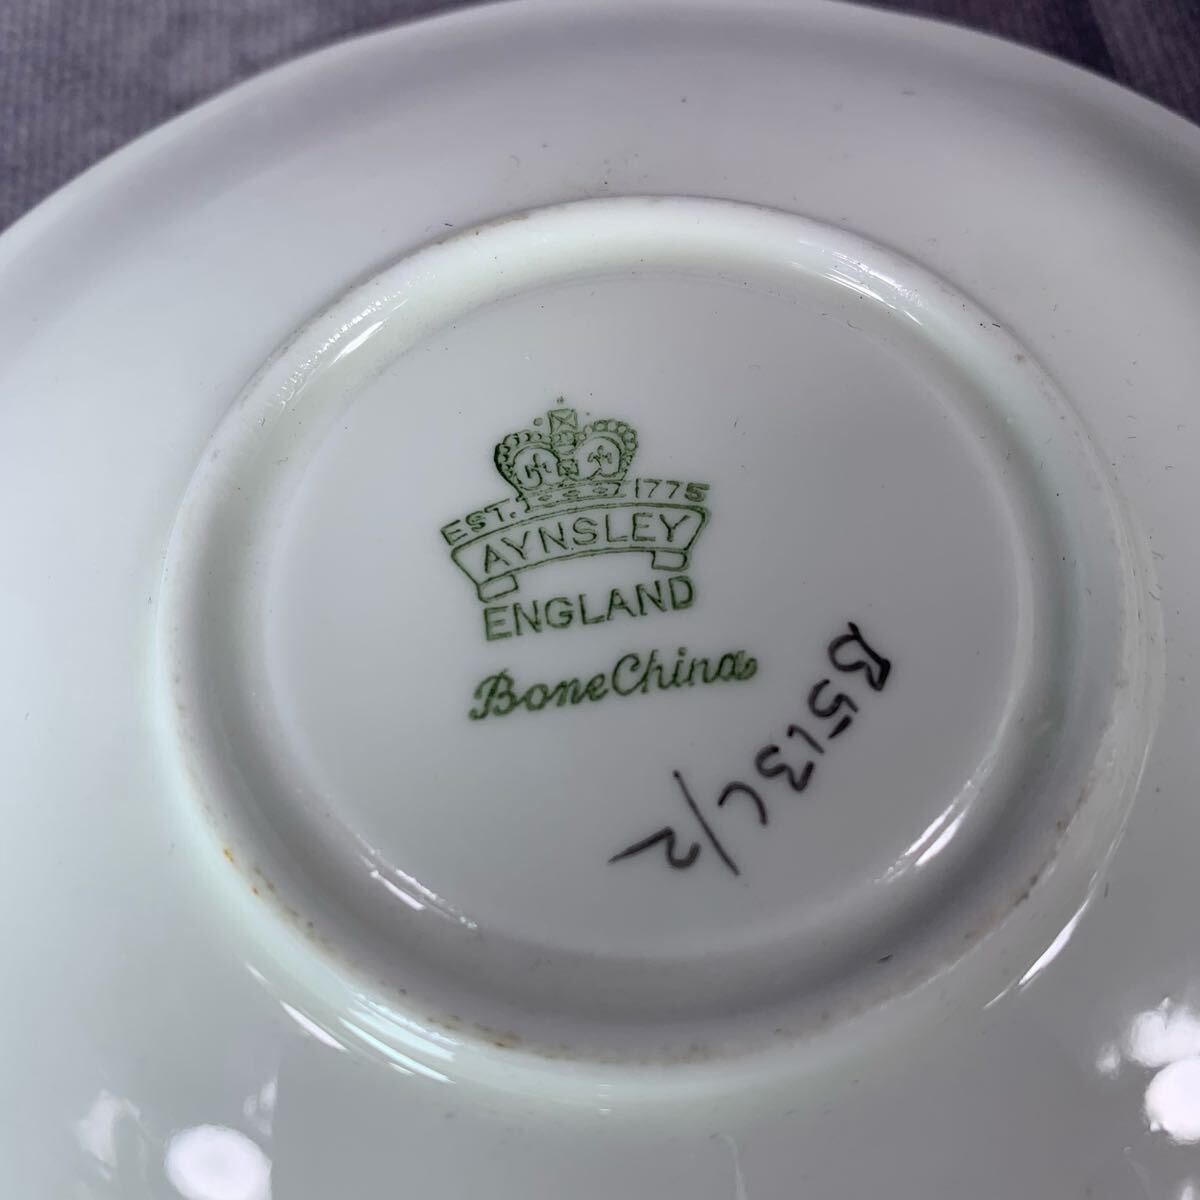 EST. 1775
AYNSLEY
ENGLAND
Bone China
B513C/2